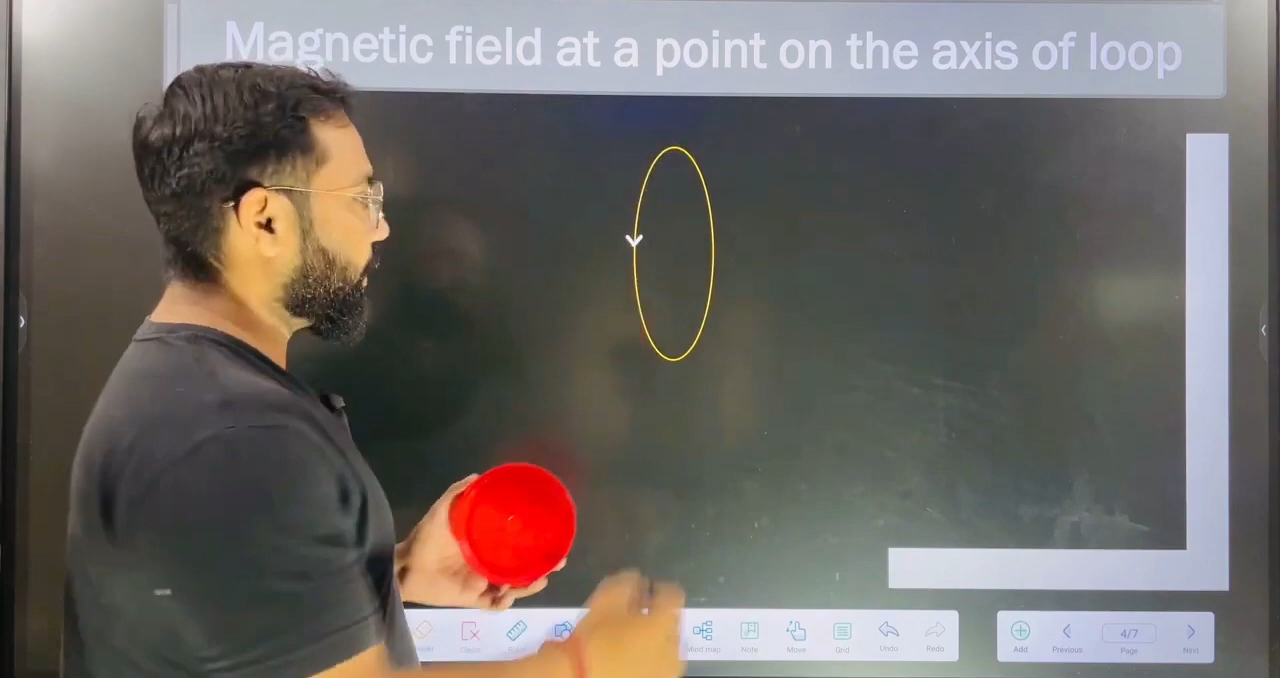 Magnetic field at a point on the axis of loop
Mind map Note Move Grid Undo Redo
Add Previous 4/7 Page Next